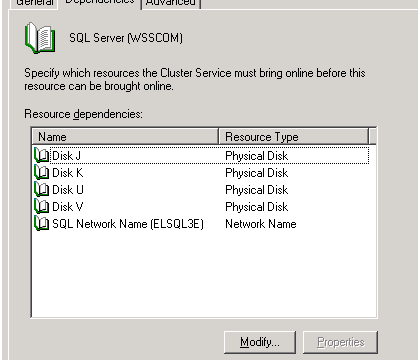 General Dependencies Advanced
SQL Server (WSSCOM)
Specify which resources the Cluster Service must bring online before this
resource can be brought online.
Resource dependencies:
Name Resource Type
Disk J Physical Disk
Disk K Physical Disk
Disk U Physical Disk
Disk V Physical Disk
SQL Network Name (ELSQL3E) Network Name
Modify... Properties